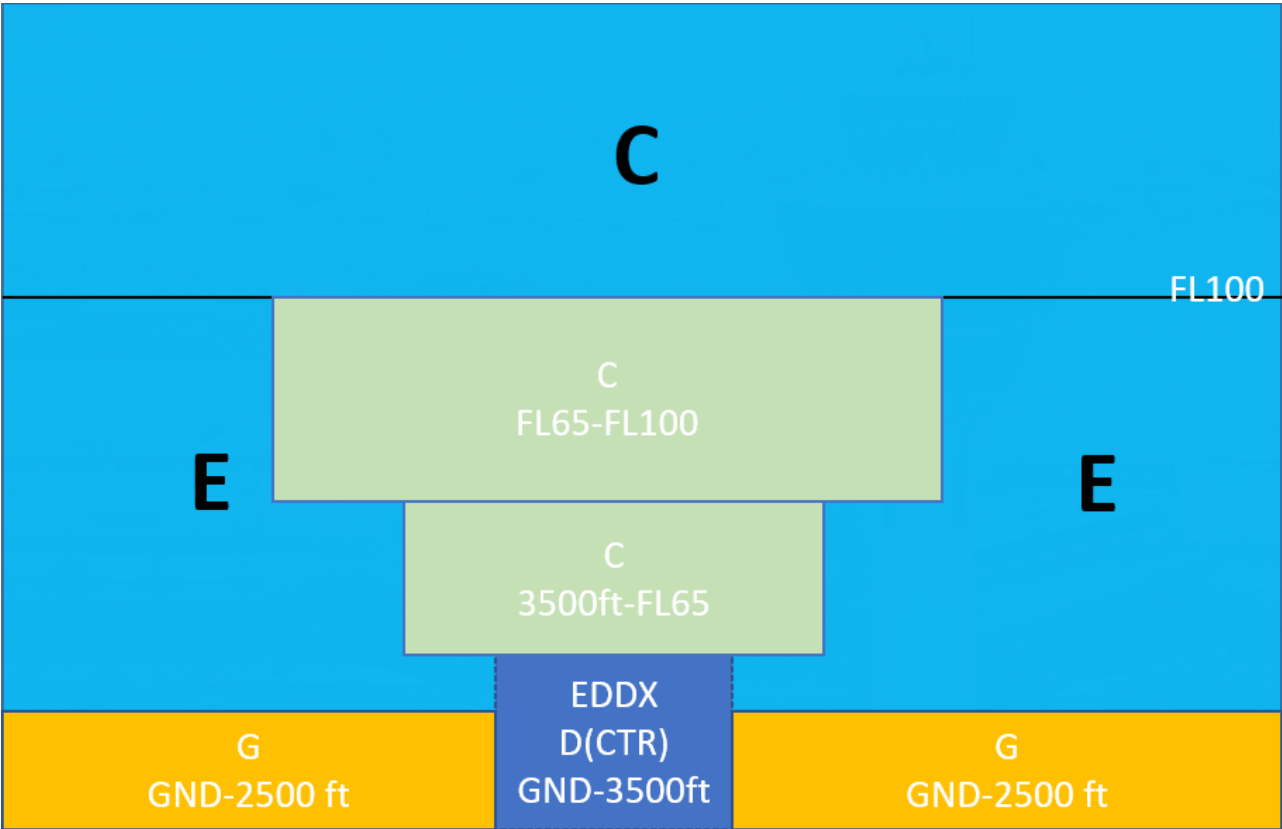 C
FL100
C
FL65-FL100
E
E
C
3500ft-FL65
EDDX
D(CTR)
GND-3500ft
G
GND-2500 ft
G
GND-2500 ft